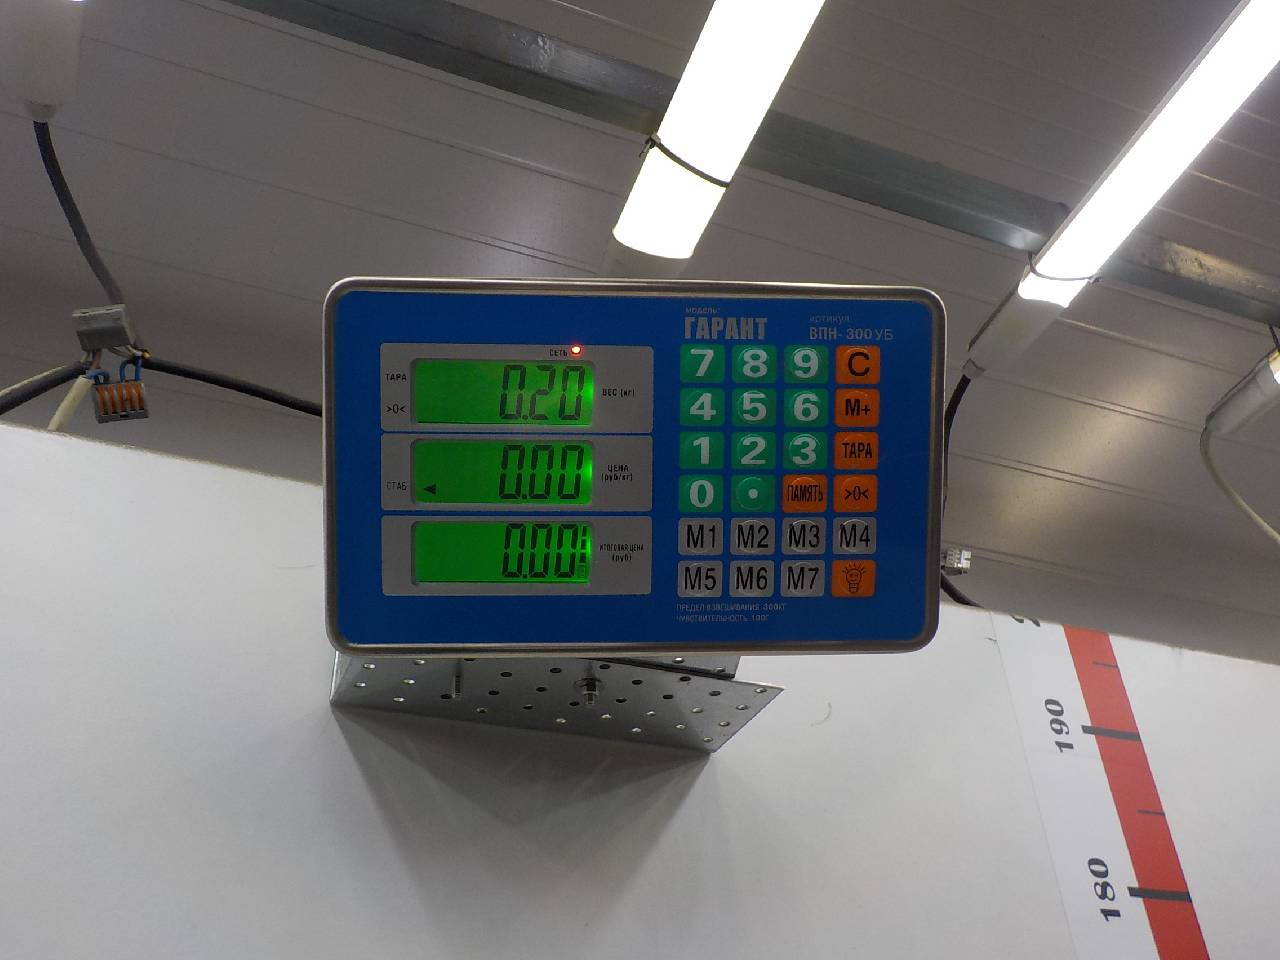 модель:
ГАРАНТ
артикул:
ВПН-300УБ
СЕТЬ
ТАРА
>0<
0.20
ВЕС (кг)
СТАБ
0.00
ЦЕНА
(руб/кг)
0.00
ИТОГОВАЯ ЦЕНА
(руб)
7 8 9 C
4 5 6 M+
1 2 3 ТАРА
0 . ПАМЯТЬ >0<
M1 M2 M3 M4
M5 M6 M7
ПРЕДЕЛ ВЗВЕШИВАНИЯ 300КГ
ЧУВСТВИТЕЛЬНОСТЬ 100Г
190
180